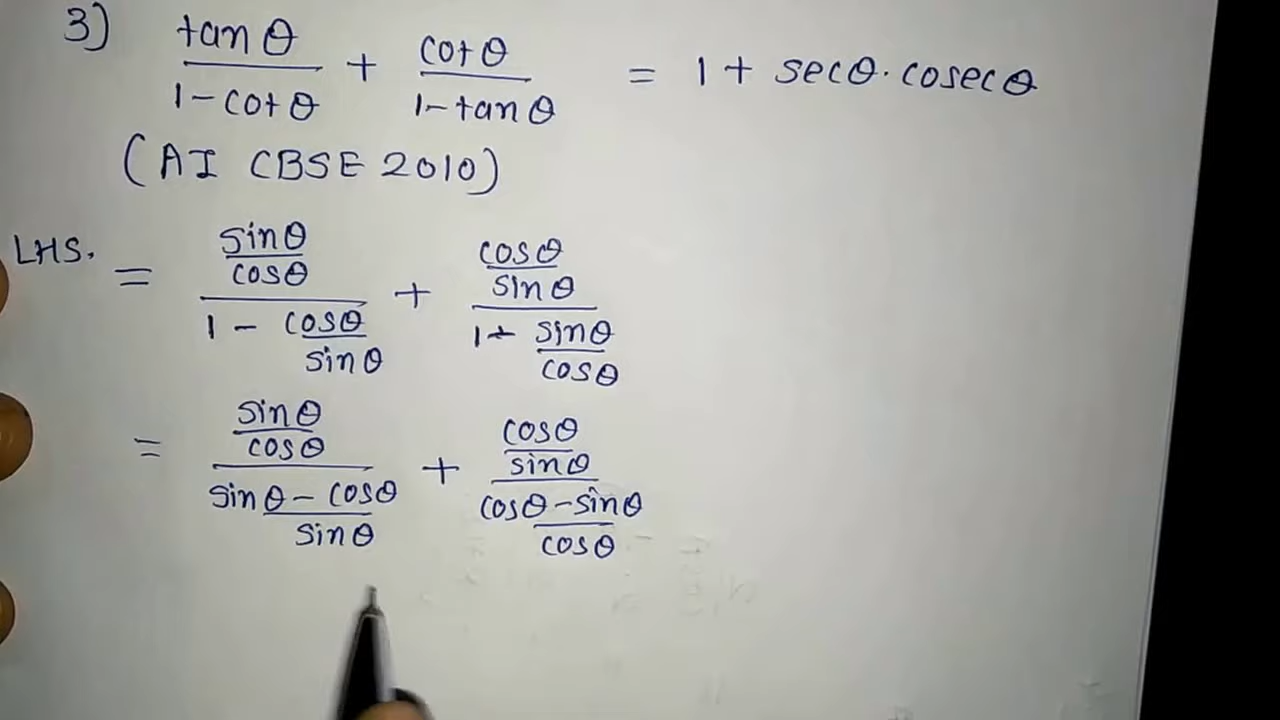 3) tanθ/1-cotθ + cotθ/1-tanθ = 1 + secθ·cosecθ
(AI CBSE 2010)
LHS. = sinθ/cosθ / 1 - cosθ/sinθ + cosθ/sinθ / 1+ sinθ/cosθ
= sinθ/cosθ / sinθ - cosθ/sinθ + cosθ/sinθ / cosθ - sinθ/cosθ